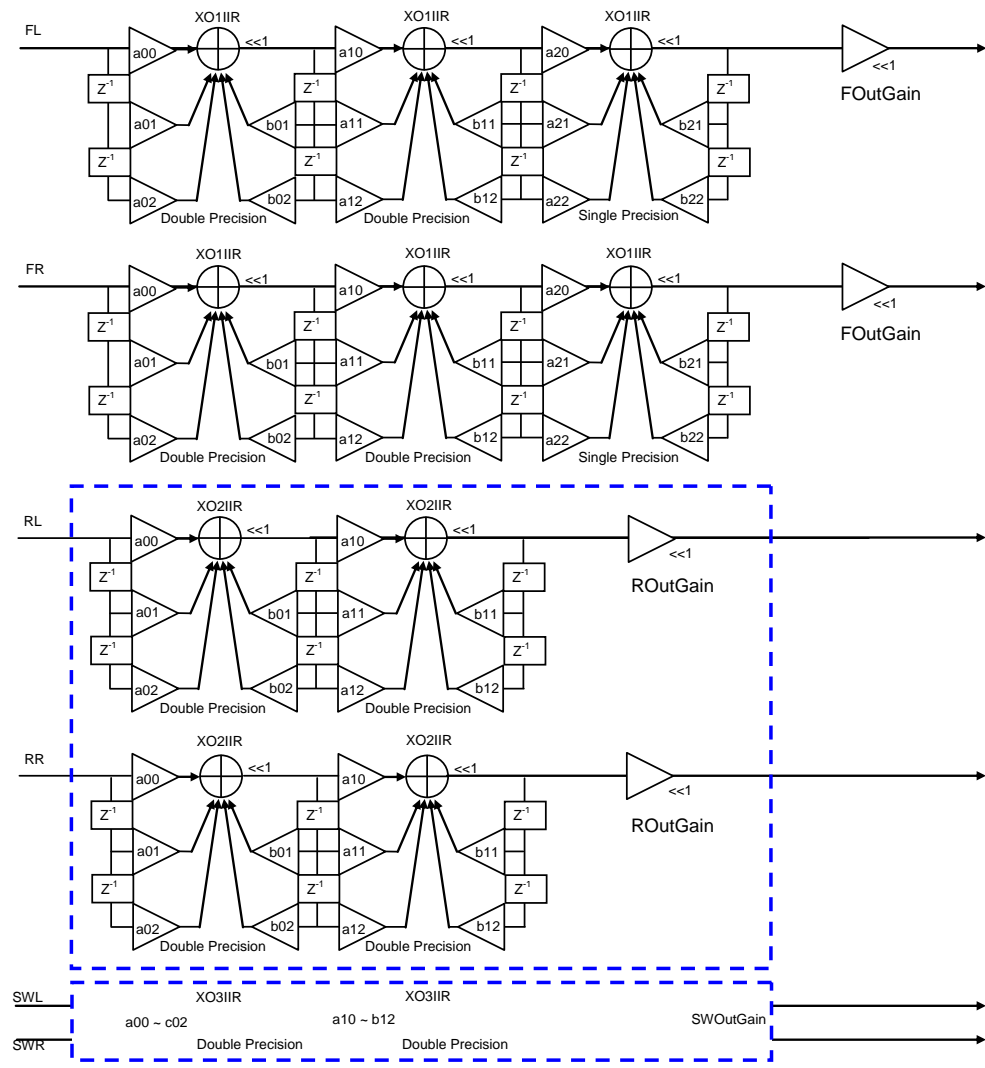 XO1IIR XO1IIR XO1IIR
FL a00 <<1 a10 <<1 a20 <<1 <<1
Z-1 Z-1 Z-1 Z-1 FOutGain
a01 b01 a11 b11 a21 b21
Z-1 Z-1 Z-1 Z-1
a02 b02 a12 b12 a22 b22
Double Precision Double Precision Single Precision
XO1IIR XO1IIR XO1IIR
FR a00 <<1 a10 <<1 a20 <<1 <<1
Z-1 Z-1 Z-1 Z-1 FOutGain
a01 b01 a11 b11 a21 b21
Z-1 Z-1 Z-1 Z-1
a02 b02 a12 b12 a22 b22
Double Precision Double Precision Single Precision
XO2IIR XO2IIR
RL a00 <<1 a10 <<1 <<1
Z-1 Z-1 Z-1 ROutGain
a01 b01 a11 b11
Z-1 Z-1 Z-1
a02 b02 a12 b12
Double Precision Double Precision
XO2IIR XO2IIR
RR a00 <<1 a10 <<1 <<1
Z-1 Z-1 Z-1 ROutGain
a01 b01 a11 b11
Z-1 Z-1 Z-1
a02 b02 a12 b12
Double Precision Double Precision
SWL XO3IIR XO3IIR
a00 ~ c02 a10 ~ b12 SWOutGain
SWR Double Precision Double Precision